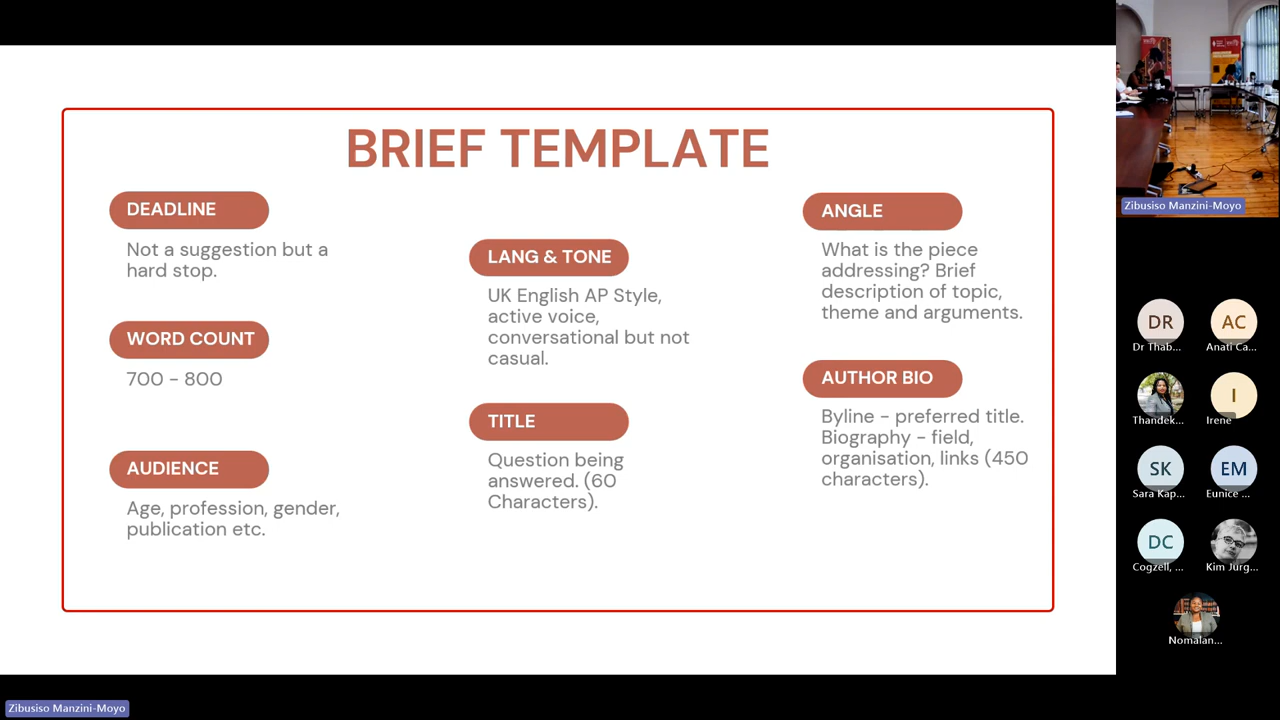 BRIEF TEMPLATE
DEADLINE
Not a suggestion but a
hard stop.
WORD COUNT
700 - 800
AUDIENCE
Age, profession, gender,
publication etc.
LANG & TONE
UK English AP Style,
active voice,
conversational but not
casual.
TITLE
Question being
answered. (60
Characters).
ANGLE
What is the piece
addressing? Brief
description of topic,
theme and arguments.
AUTHOR BIO
Byline - preferred title.
Biography - field,
organisation, links (450
characters).
Zibusiso Manzini-Moyo
DR
Dr Thab...
AC
Anati Ca...
Thandek...
I
Irene
SK
Sara Kap...
EM
Eunice ...
DC
Cogzell, ...
Kim Jurg...
Nomalan...
Zibusiso Manzini-Moyo